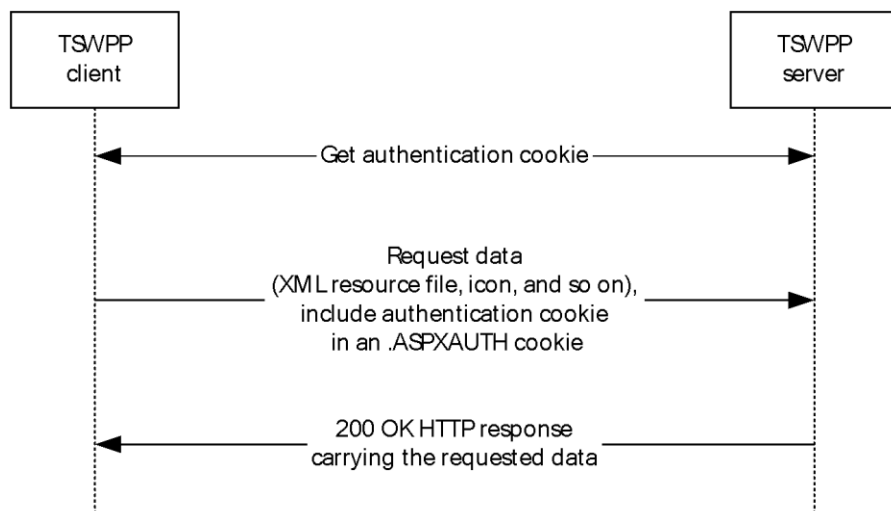 TSWPP
client
TSWPP
server
Get authentication cookie
Request data
(XML resource file, icon, and so on),
include authentication cookie
in an .ASPXAUTH cookie
200 OK HTTP response
carrying the requested data